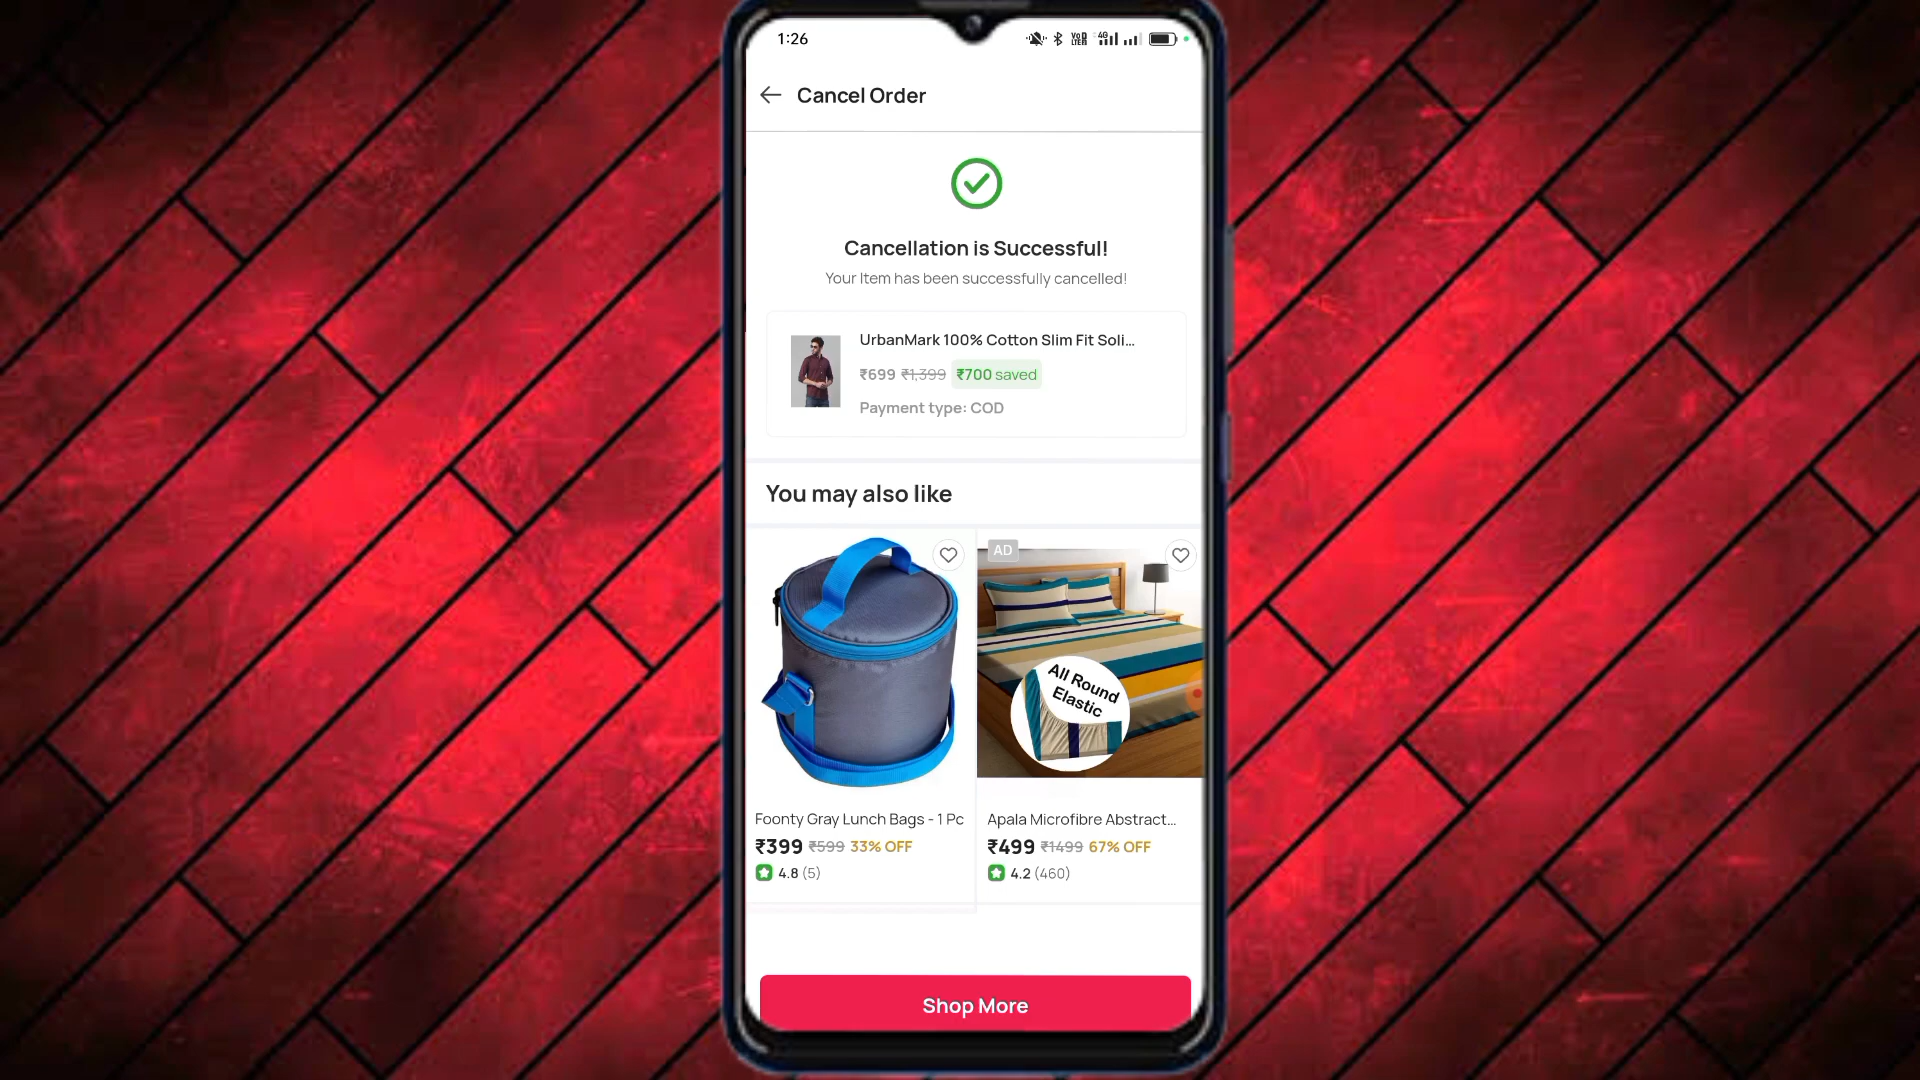 1:26
Cancel Order
Cancellation is Successful!
Your Item has been successfully cancelled!
UrbanMark 100% Cotton Slim Fit Soli...
₹699 ₹1,399 ₹700 saved
Payment type: COD
You may also like
AD
All Round
Elastic
Foonty Gray Lunch Bags - 1 Pc
₹399 ₹599 33% OFF
4.8 (5)
Apala Microfibre Abstract...
₹499 ₹1499 67% OFF
4.2 (460)
Shop More